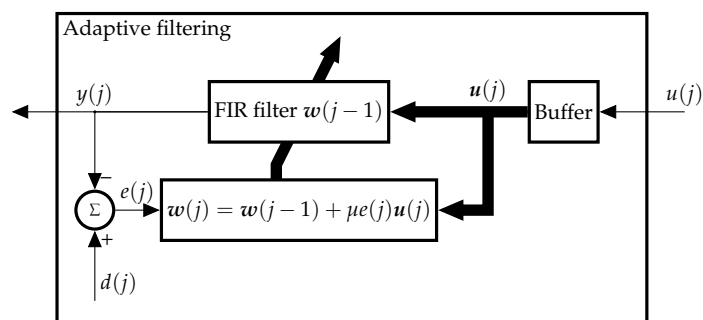 Adaptive filtering
y(j)
FIR filter w(j − 1)
u(j)
Buffer
u(j)
−
Σ
e(j)
w(j) = w(j − 1) + μe(j)u(j)
+
d(j)